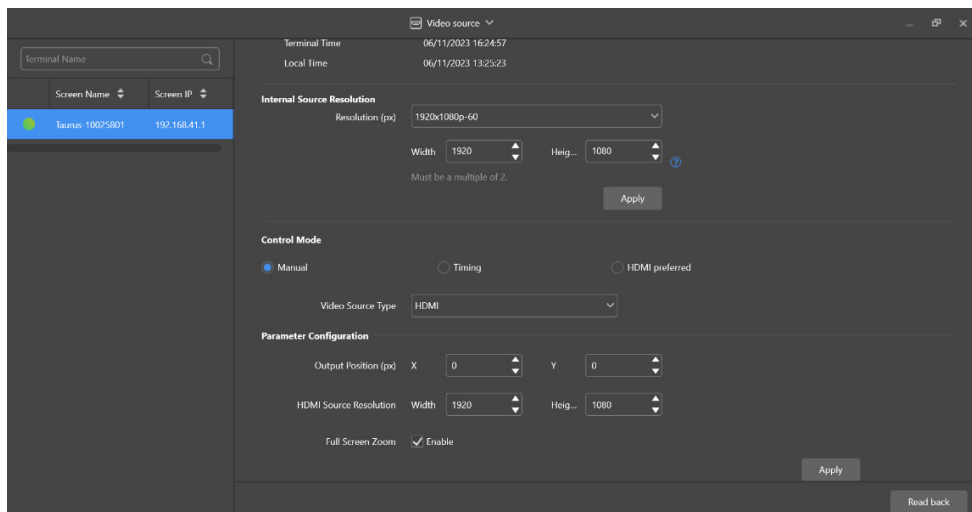 Video source
Terminal Name
Screen Name Screen IP
Taurus-10025801 192.168.41.1
Terminal Time 06/11/2023 16:24:57
Local Time 06/11/2023 13:25:23
Internal Source Resolution
Resolution (px) 1920x1080p-60
Width 1920 Heig... 1080
Must be a multiple of 2.
Apply
Control Mode
Manual Timing HDMI preferred
Video Source Type HDMI
Parameter Configuration
Output Position (px) X 0 Y 0
HDMI Source Resolution Width 1920 Heig... 1080
Full Screen Zoom Enable
Apply
Read back